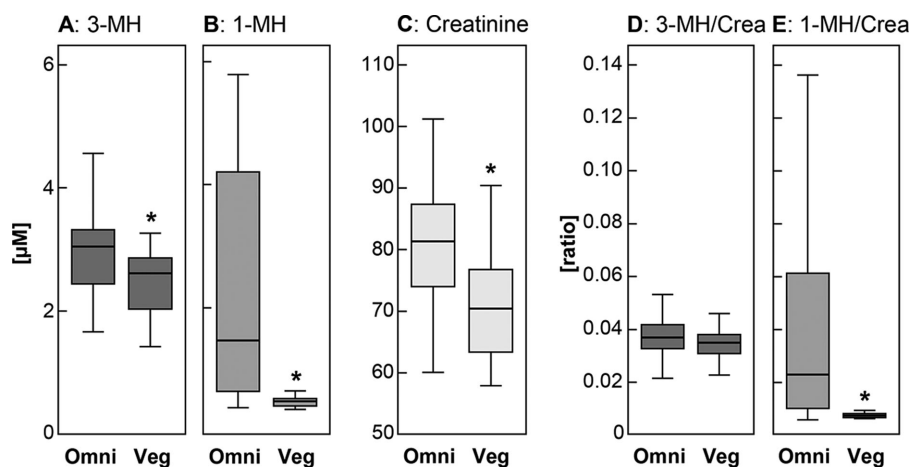 A: 3-MH
B: 1-MH
C: Creatinine
D: 3-MH/Crea
E: 1-MH/Crea
[µM]
6
4
2
0
*
*
110
100
90
80
70
60
50
*
[ratio]
0.14
0.12
0.10
0.08
0.06
0.04
0.02
0
*
Omni Veg
Omni Veg
Omni Veg
Omni Veg
Omni Veg